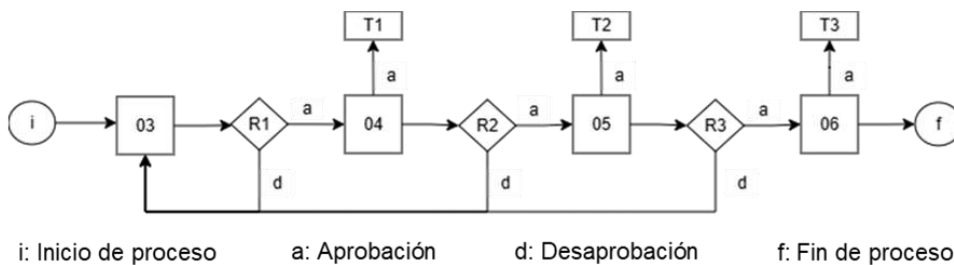 T1 T2 T3
a a a
i 03 R1 a 04 R2 a 05 R3 a 06 f
d d d
i: Inicio de proceso a: Aprobación d: Desaprobación f: Fin de proceso